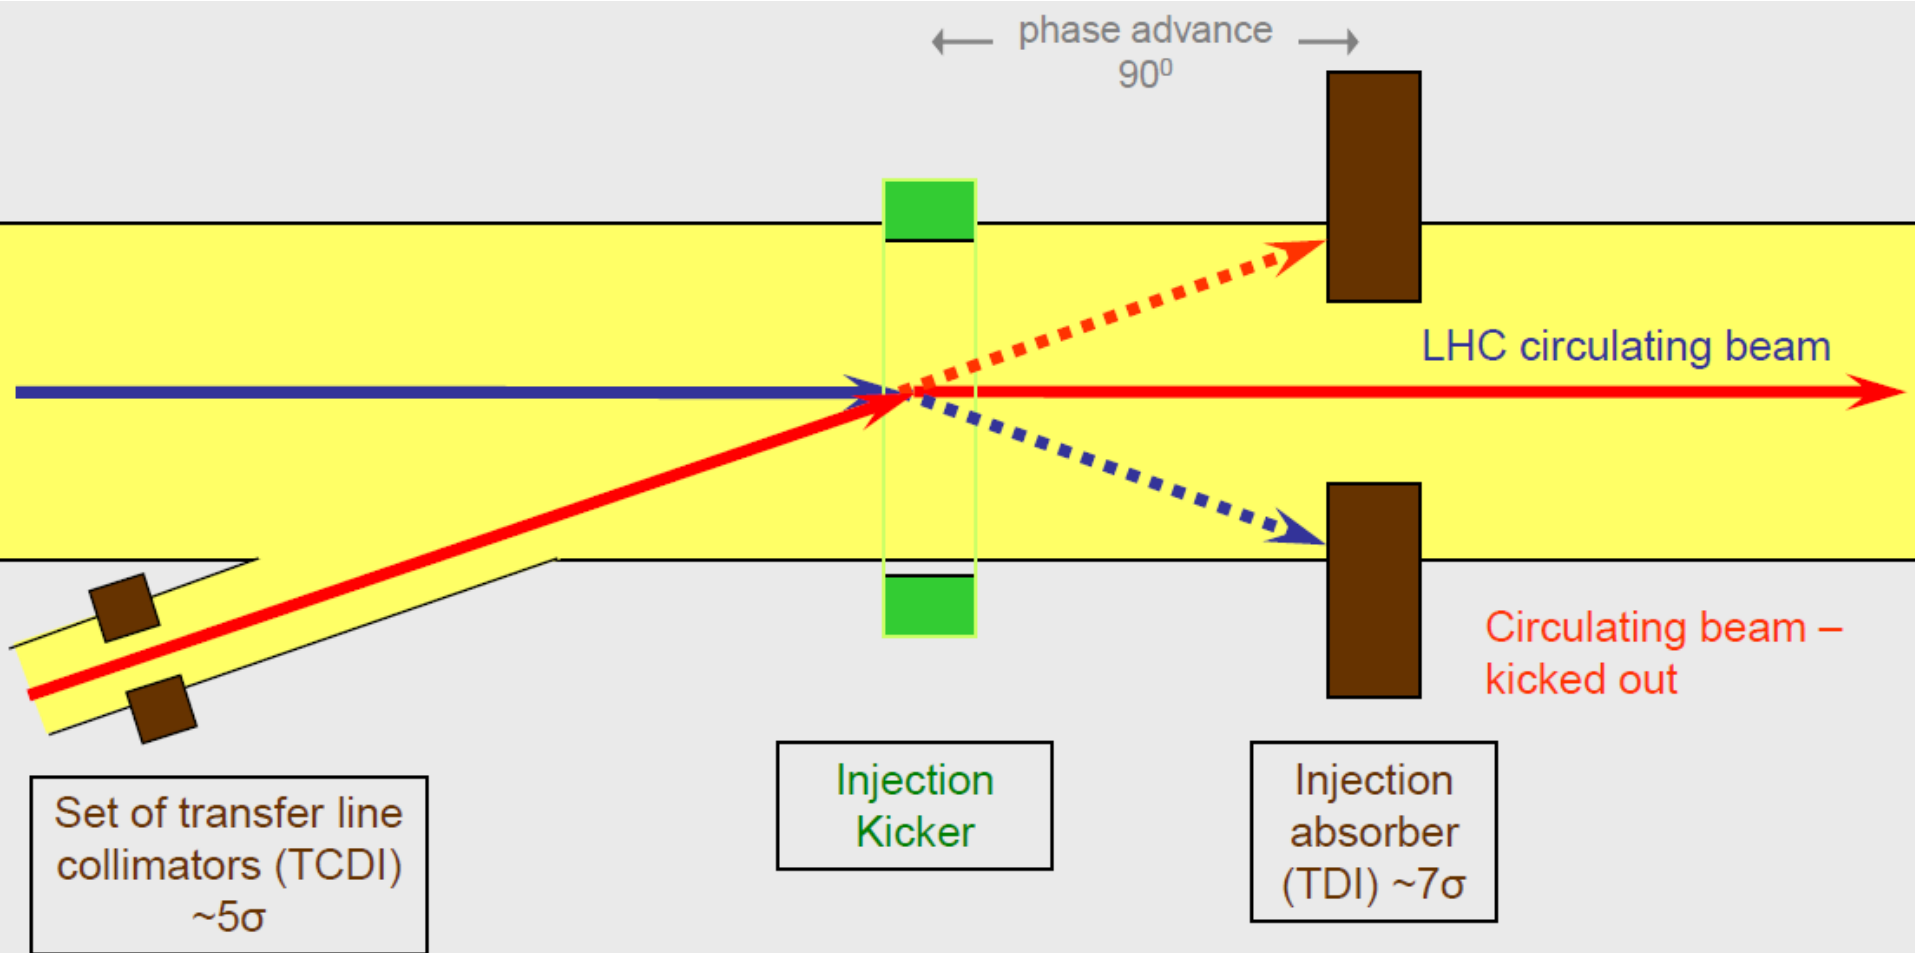 phase advance
90⁰
LHC circulating beam
Circulating beam –
kicked out
Injection
Kicker
Injection
absorber
(TDI) ~7σ
Set of transfer line
collimators (TCDI)
~5σ